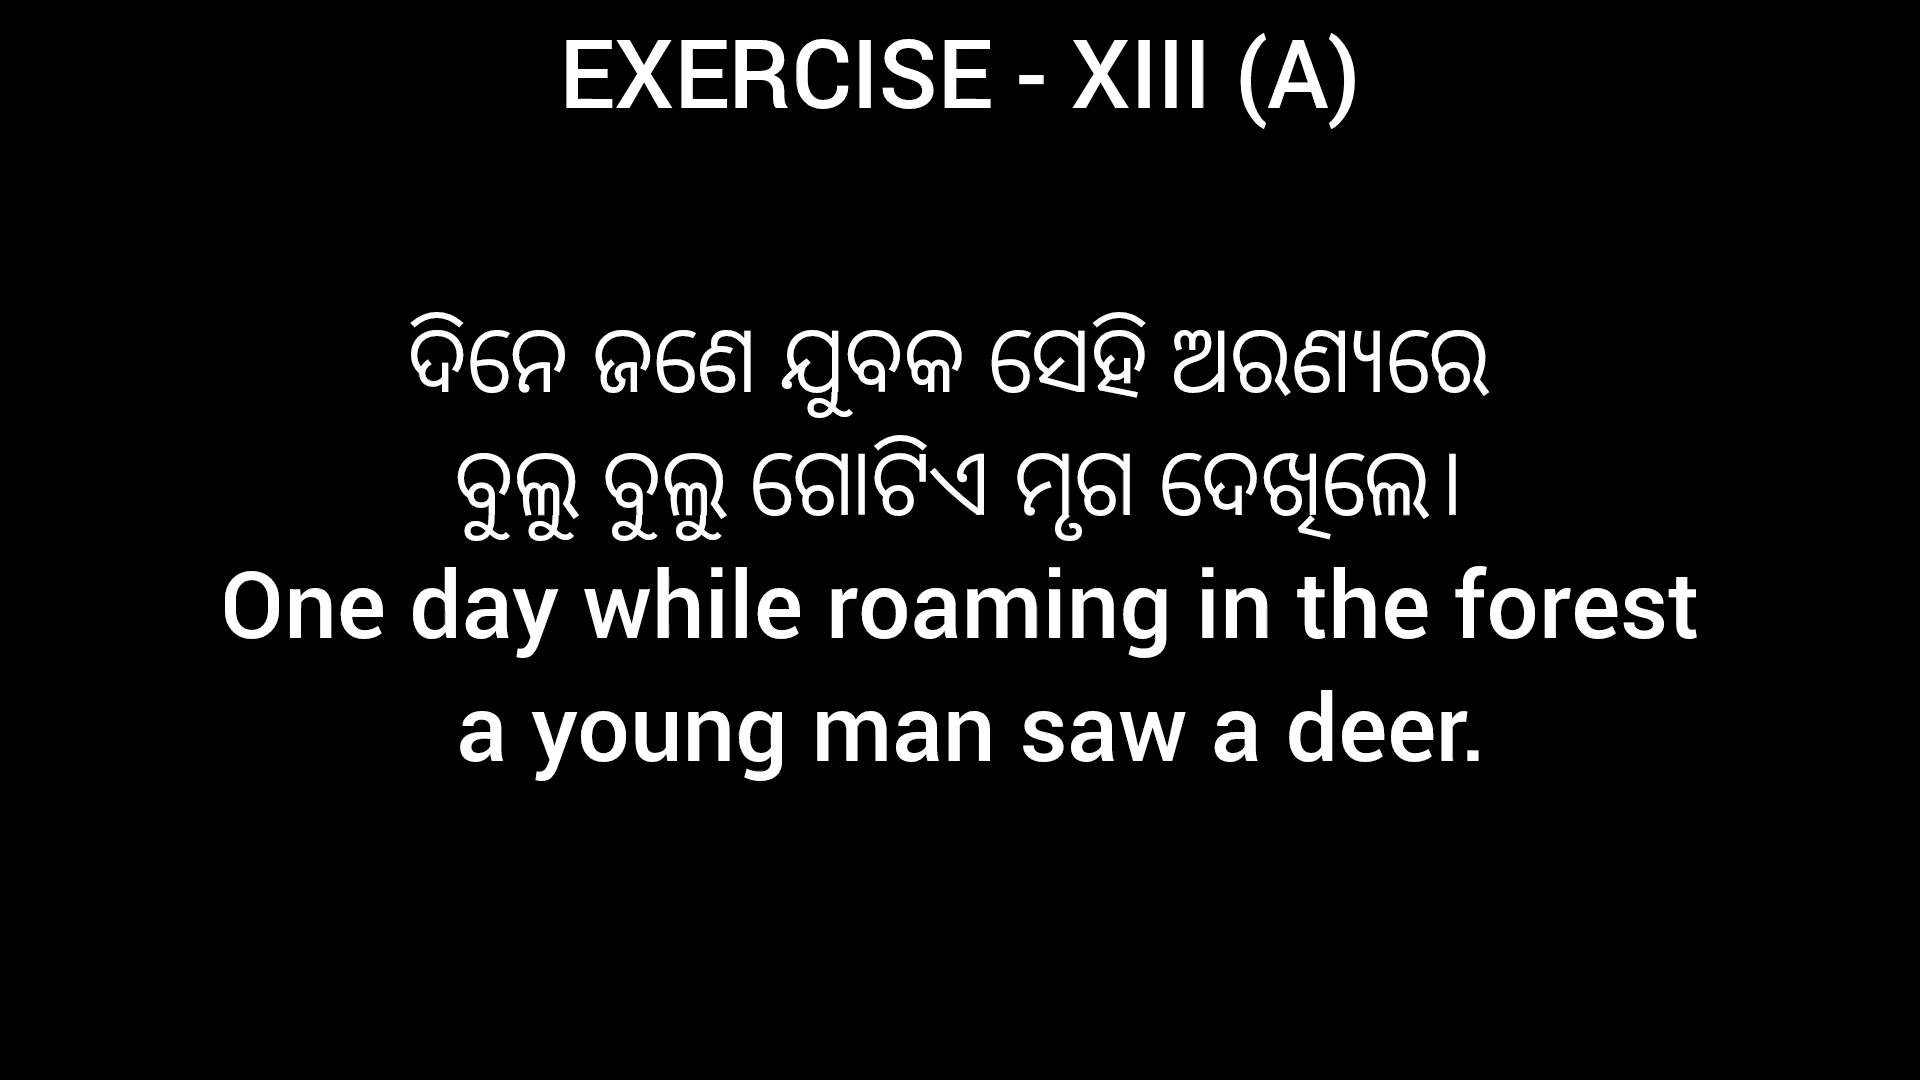 EXERCISE - XIII (A)
ଦିନେ ଜଣେ ଯୁବକ ସେହି ଅରଣ୍ୟରେ
ବୁଲୁ ବୁଲୁ ଗୋଟିଏ ମୃଗ ଦେଖିଲେ।
One day while roaming in the forest
a young man saw a deer.